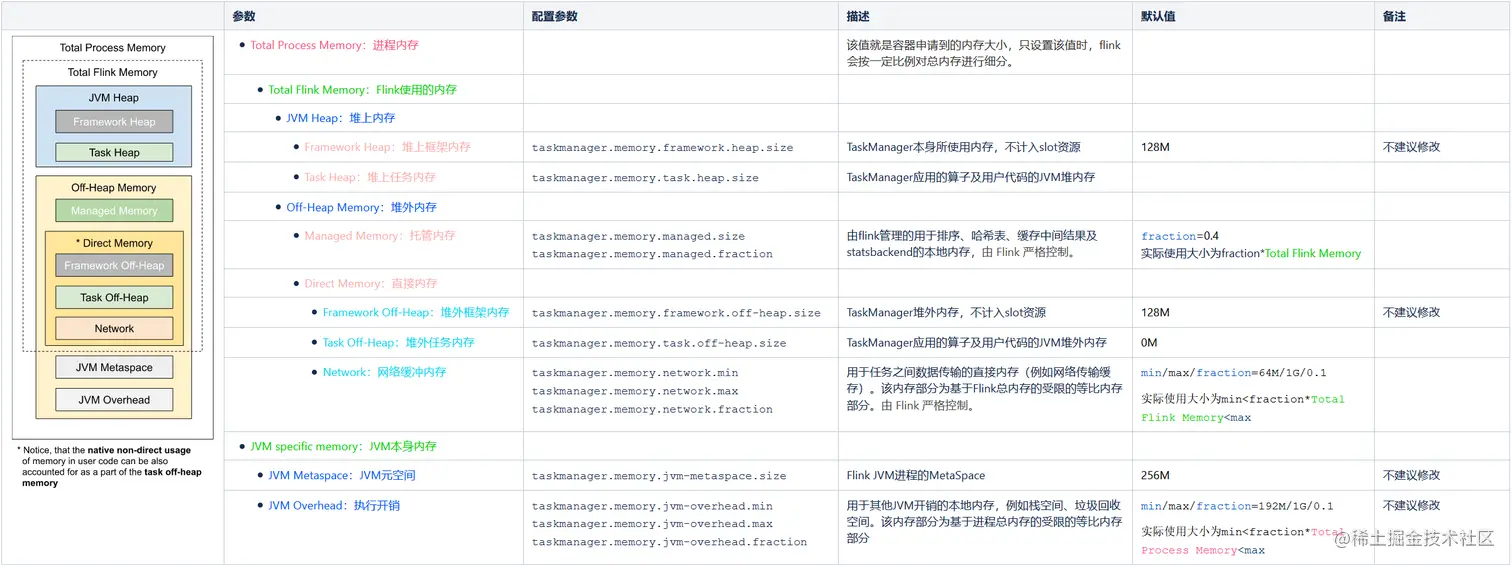 参数
配置参数
描述
默认值
备注
Total Process Memory
Total Flink Memory
JVM Heap
Framework Heap
Task Heap
Off-Heap Memory
Managed Memory
* Direct Memory
Framework Off-Heap
Task Off-Heap
Network
JVM Metaspace
JVM Overhead
* Notice, that the native non-direct usage
of memory in user code can be also
accounted for as a part of the task off-heap
memory
Total Process Memory：进程内存
该值就是容器申请到的内存大小，只设置该值时，flink
会按一定比例对总内存进行细分。
Total Flink Memory：Flink使用的内存
JVM Heap：堆上内存
Framework Heap：堆上框架内存
taskmanager.memory.framework.heap.size
TaskManager本身所使用内存，不计入slot资源
128M
不建议修改
Task Heap：堆上任务内存
taskmanager.memory.task.heap.size
TaskManager应用的算子及用户代码的JVM堆内存
Off-Heap Memory：堆外内存
Managed Memory：托管内存
taskmanager.memory.managed.size
taskmanager.memory.managed.fraction
由flink管理的用于排序、哈希表、缓存中间结果及
statsbackend的本地内存，由 Flink 严格控制。
fraction=0.4
实际使用大小为fraction*Total Flink Memory
Direct Memory：直接内存
Framework Off-Heap：堆外框架内存
taskmanager.memory.framework.off-heap.size
TaskManager堆外内存，不计入slot资源
128M
不建议修改
Task Off-Heap：堆外任务内存
taskmanager.memory.task.off-heap.size
TaskManager应用的算子及用户代码的JVM堆外内存
0M
Network：网络缓冲内存
taskmanager.memory.network.min
taskmanager.memory.network.max
taskmanager.memory.network.fraction
用于任务之间数据传输的直接内存（例如网络传输缓
存）。该内存部分为基于Flink总内存的受限的等比内存
部分。由 Flink 严格控制。
min/max/fraction=64M/1G/0.1
实际使用大小为min<fraction*Total
Flink Memory<max
JVM specific memory：JVM本身内存
JVM Metaspace：JVM元空间
taskmanager.memory.jvm-metaspace.size
Flink JVM进程的MetaSpace
256M
不建议修改
JVM Overhead：执行开销
taskmanager.memory.jvm-overhead.min
taskmanager.memory.jvm-overhead.max
taskmanager.memory.jvm-overhead.fraction
用于其他JVM开销的本地内存，例如栈空间、垃圾回收
空间。该内存部分为基于进程总内存的受限的等比内存
部分
min/max/fraction=192M/1G/0.1
实际使用大小为min<fraction*Total
Process Memory<max
不建议修改
@稀土掘金技术社区